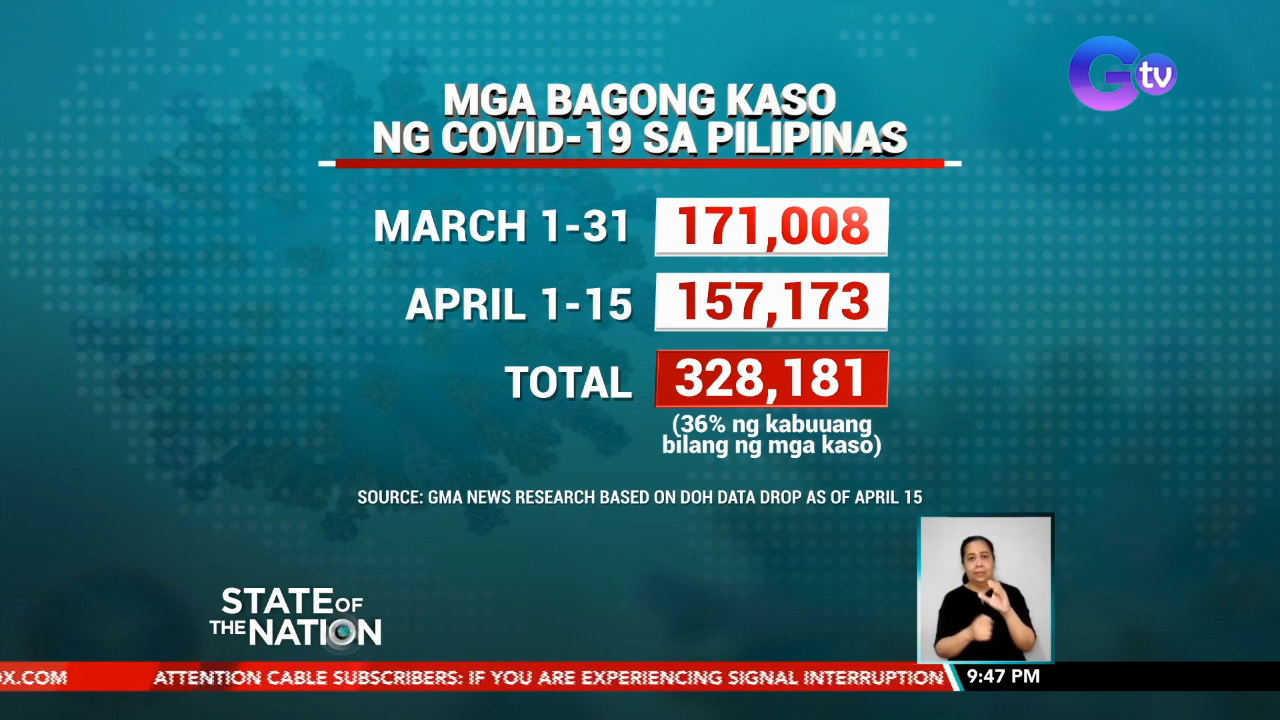 Gtv
MGA BAGONG KASO
NG COVID-19 SA PILIPINAS
MARCH 1-31 171,008
APRIL 1-15 157,173
TOTAL 328,181
(36% ng kabuuang
bilang ng mga kaso)
SOURCE: GMA NEWS RESEARCH BASED ON DOH DATA DROP AS OF APRIL 15
STATE OF
THE NATION
OX.COM ATTENTION CABLE SUBSCRIBERS: IF YOU ARE EXPERIENCING SIGNAL INTERRUPTION 9:47 PM